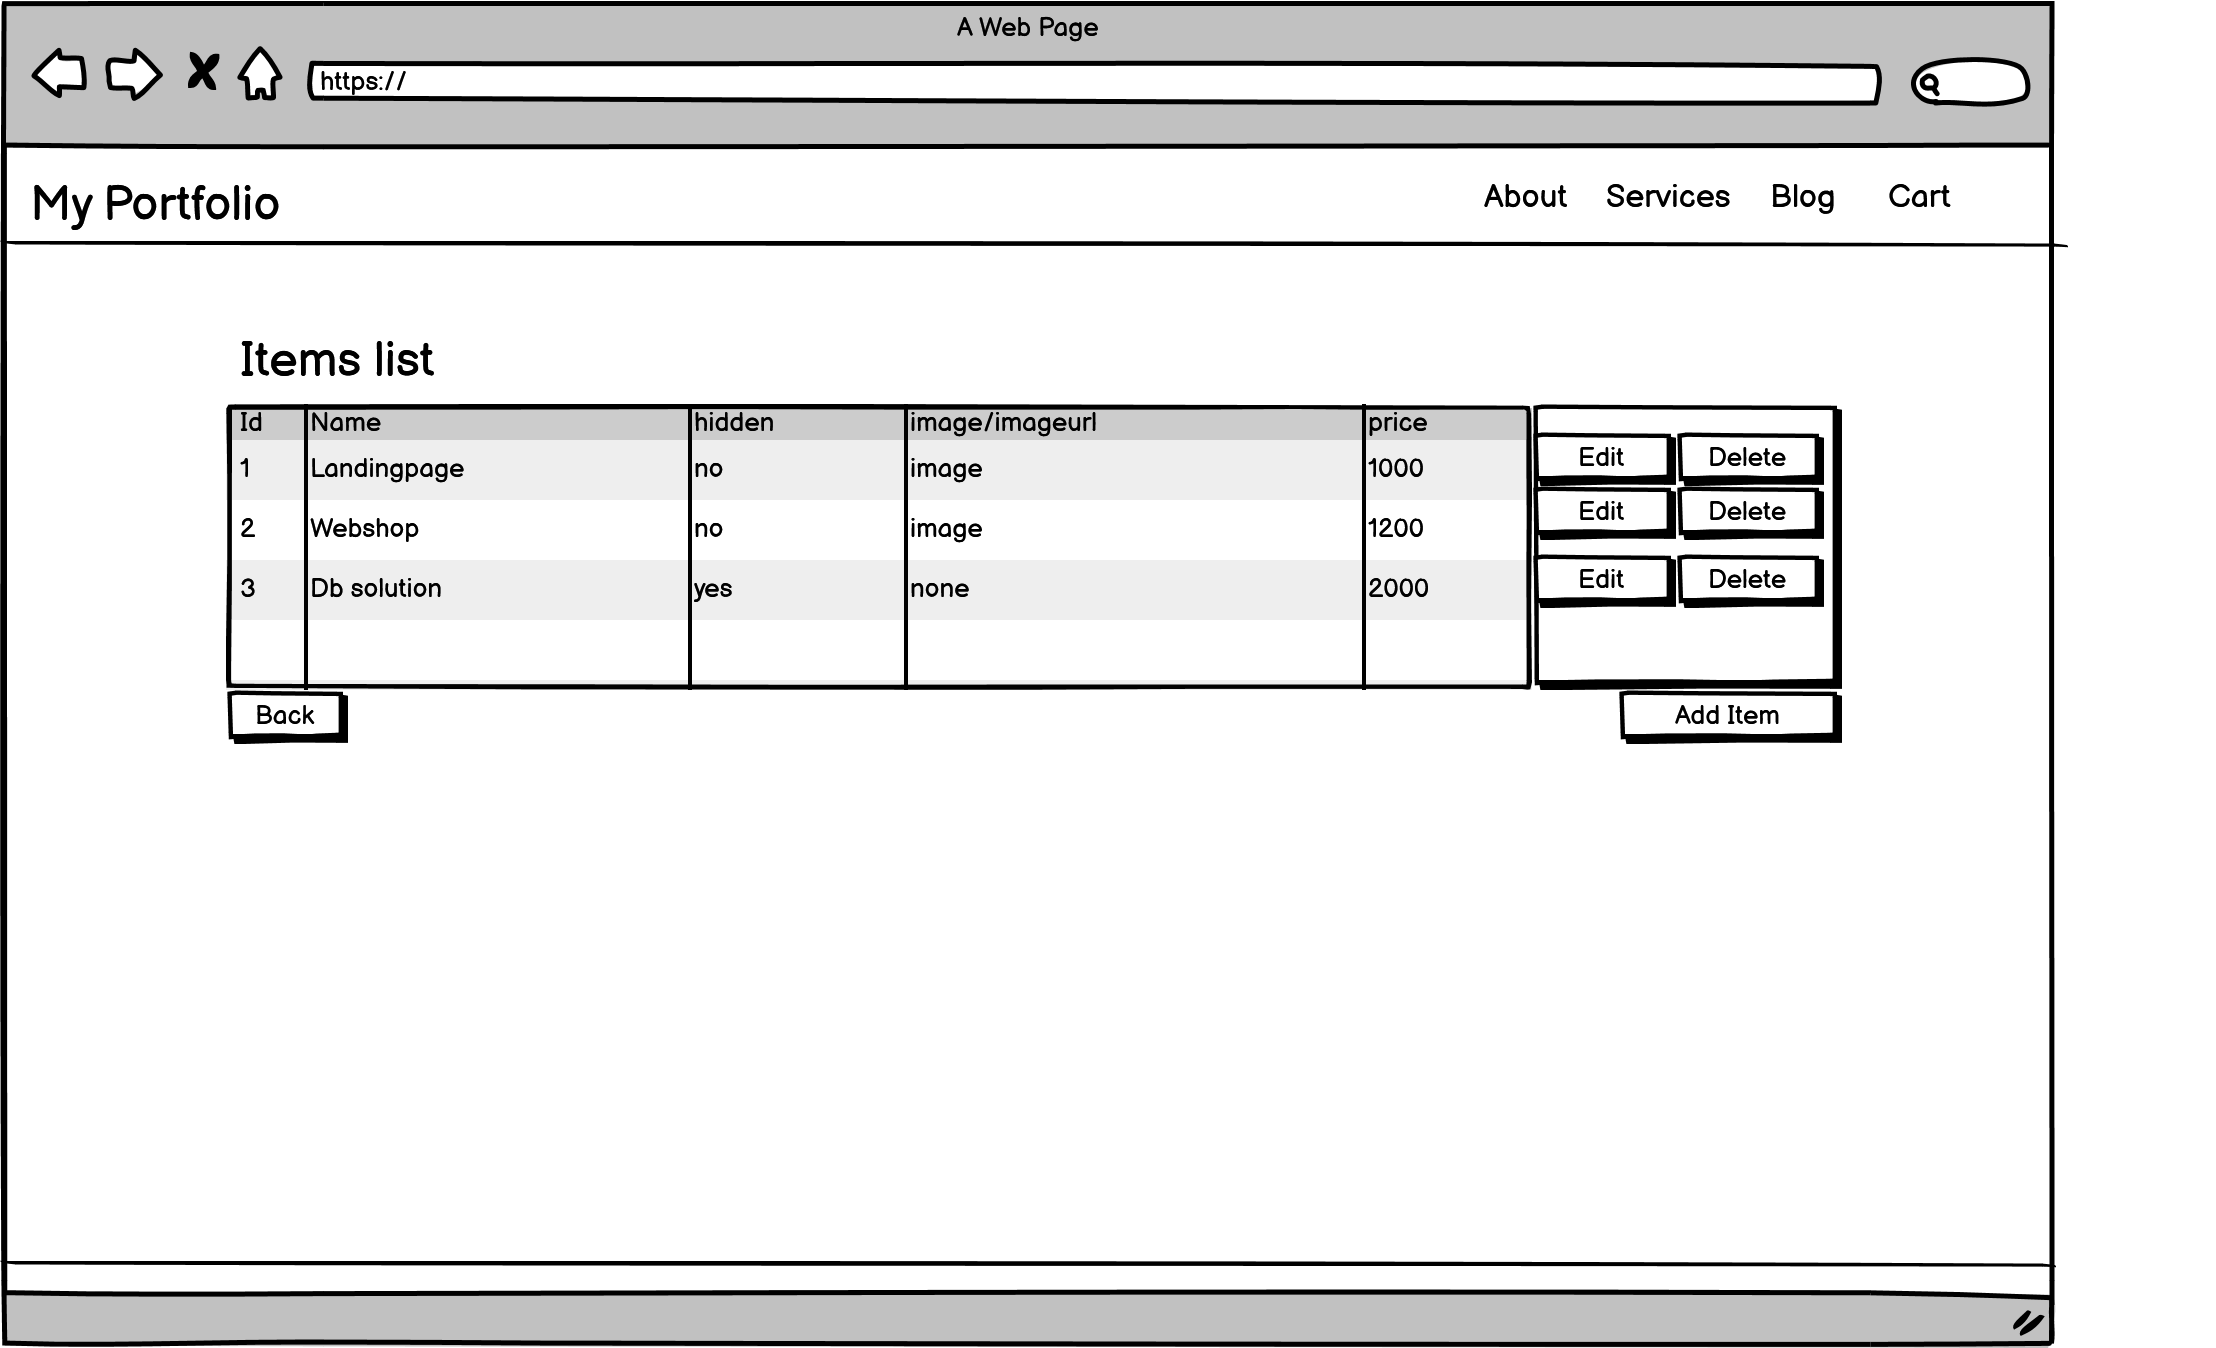 A Web Page
https://
My Portfolio
About Services Blog Cart
Items list
Id Name hidden image/imageurl price
1 Landingpage no image 1000 Edit Delete
2 Webshop no image 1200 Edit Delete
3 Db solution yes none 2000 Edit Delete
Back Add Item